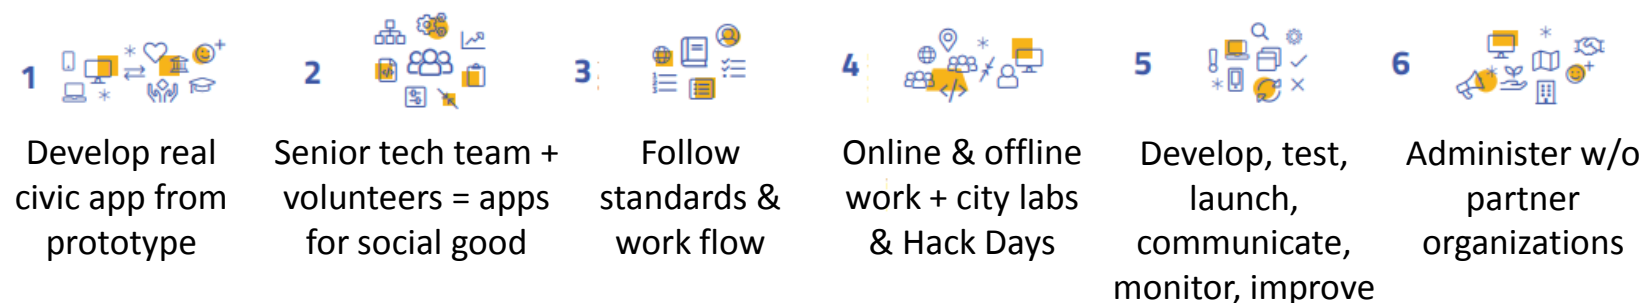 1
Develop real
civic app from
prototype
2
Senior tech team +
volunteers = apps
for social good
3
Follow
standards &
work flow
4
Online & offline
work + city labs
& Hack Days
5
Develop, test,
launch,
communicate,
monitor, improve
6
Administer w/o
partner
organizations